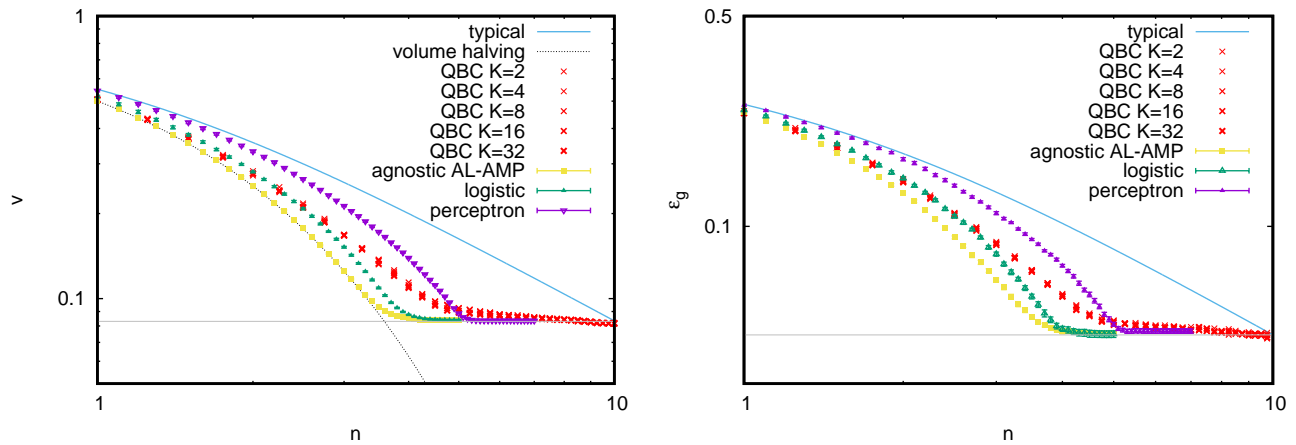 1
typical
volume halving
QBC K=2
QBC K=4
QBC K=8
QBC K=16
QBC K=32
agnostic AL-AMP
logistic
perceptron
v
0.1
1
10
n
0.5
typical
QBC K=2
QBC K=4
QBC K=8
QBC K=16
QBC K=32
agnostic AL-AMP
logistic
perceptron
εg
0.1
1
10
n